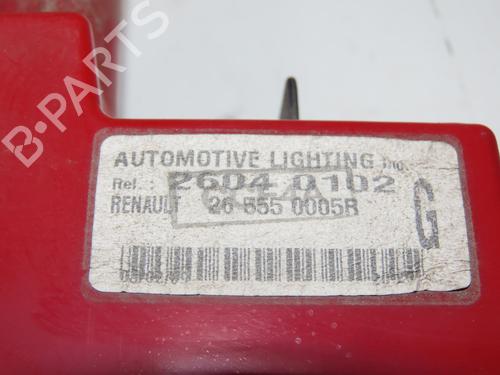 B-PARTS
AUTOMOTIVE LIGHTING
Ref.: 2604 0102
RENAULT 26 555 0005R
G